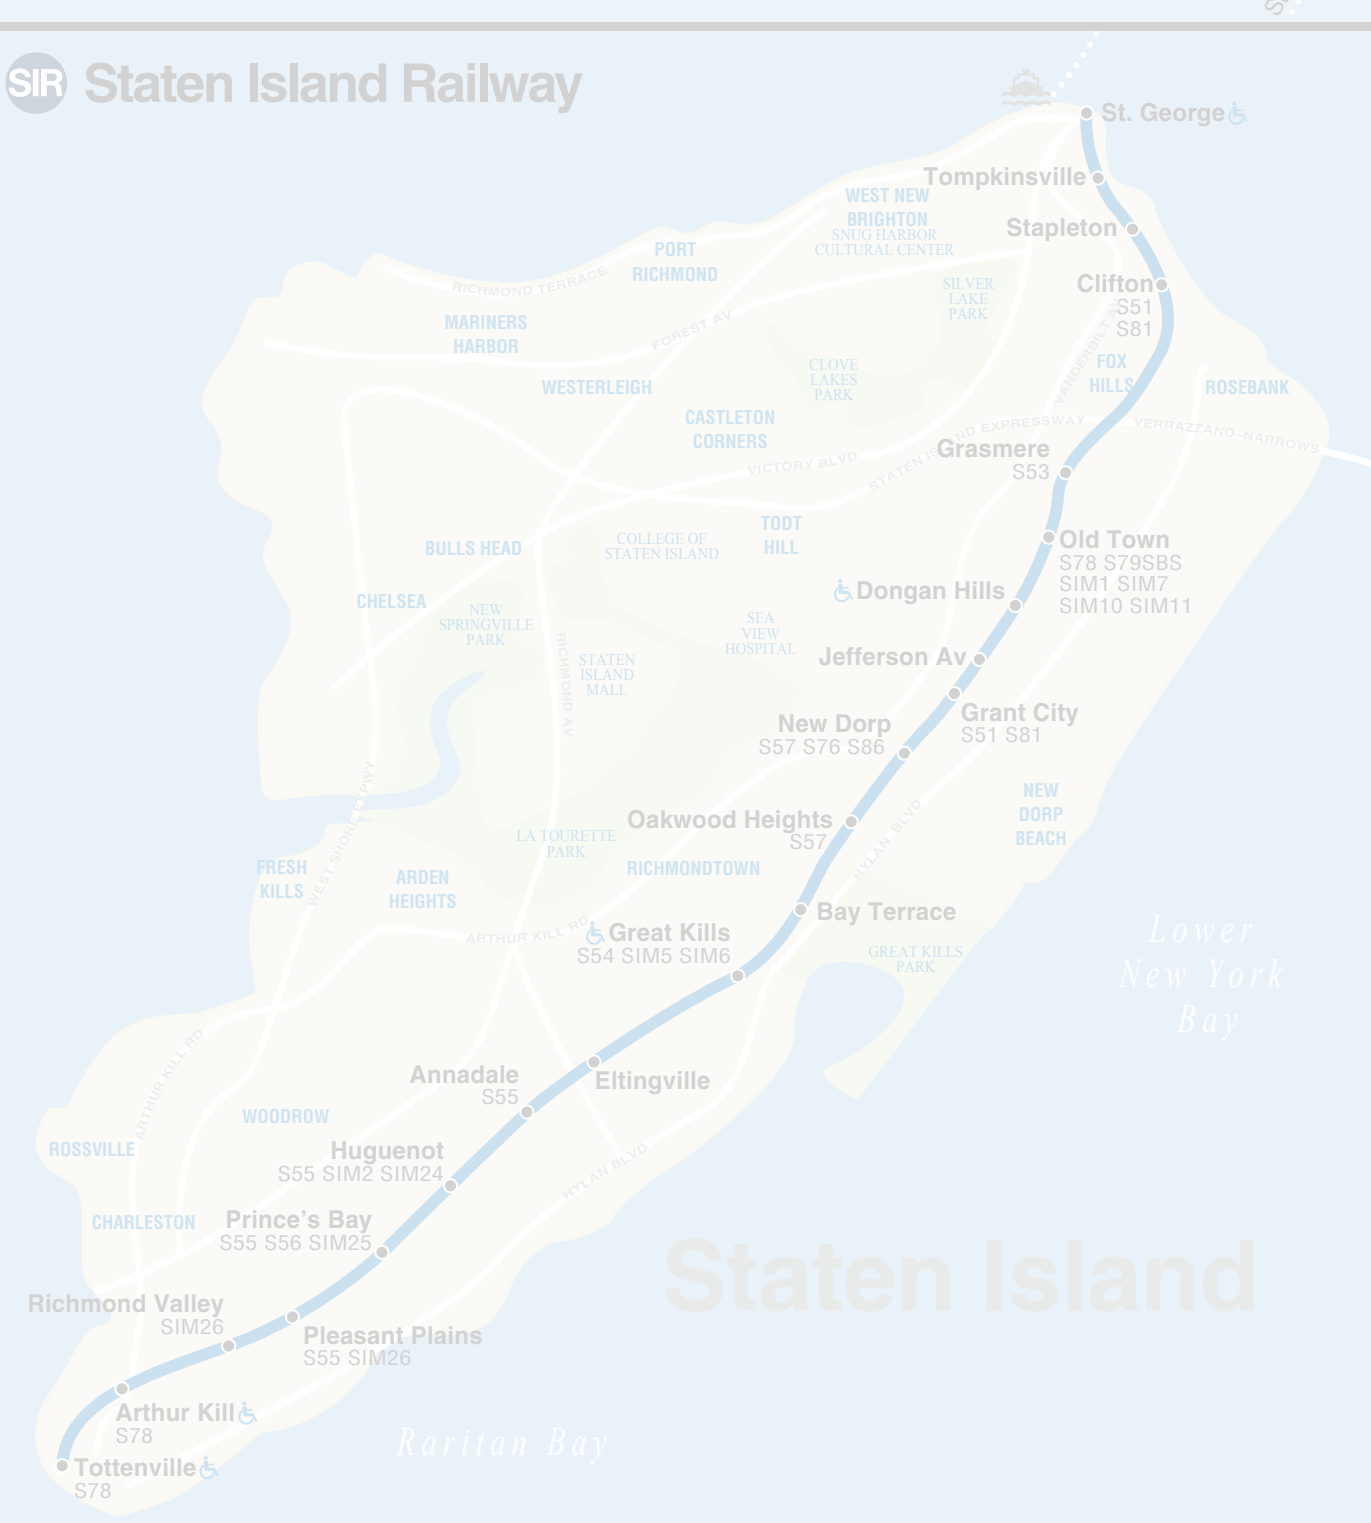 SIR Staten Island Railway
St. George
Tompkinsville
WEST NEW
BRIGHTON
SNUG HARBOR
CULTURAL CENTER
Stapleton
PORT
RICHMOND
RICHMOND TERRACE
Clifton
S51
S81
SILVER
LAKE
PARK
MARINERS
HARBOR
FOREST AV
VANDERBILT AV
FOX
HILLS
ROSEBANK
WESTERLEIGH
CLOVE
LAKES
PARK
CASTLETON
CORNERS
VICTORY BLVD
STATEN ISLAND EXPRESSWAY
VERRAZZANO-NARROWS
Grasmere
S53
BULLS HEAD
COLLEGE OF
STATEN ISLAND
TODT
HILL
Old Town
S78 S79SBS
SIM1 SIM7
SIM10 SIM11
CHELSEA
NEW
SPRINGVILLE
PARK
Dongan Hills
SEA
VIEW
HOSPITAL
RICHMOND AV
STATEN
ISLAND
MALL
Jefferson Av
Grant City
S51 S81
New Dorp
S57 S76 S86
WEST SHORE EXPWY
NEW
DORP
BEACH
Oakwood Heights
S57
HYLAN BLVD
LA TOURETTE
PARK
RICHMONDTOWN
FRESH
KILLS
ARDEN
HEIGHTS
Bay Terrace
ARTHUR KILL RD
Great Kills
S54 SIM5 SIM6
GREAT KILLS
PARK
Lower
New York
Bay
ARTHUR KILL RD
Annadale
S55
Eltingville
WOODROW
ROSSVILLE
Huguenot
S55 SIM2 SIM24
HYLAN BLVD
CHARLESTON
Prince’s Bay
S55 S56 SIM25
Staten Island
Richmond Valley
SIM26
Pleasant Plains
S55 SIM26
Arthur Kill
S78
Raritan Bay
Tottenville
S78